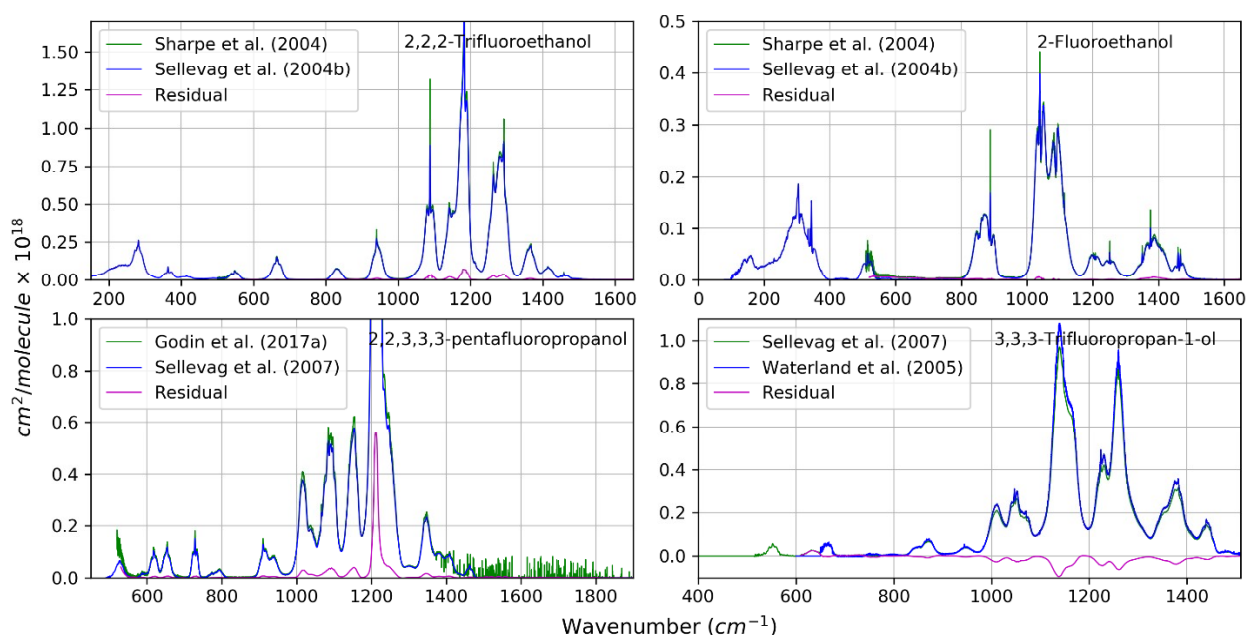 2,2,2-Trifluoroethanol
Sharpe et al. (2004)
Sellevag et al. (2004b)
Residual
1.50
1.25
1.00
0.75
0.50
0.25
0.00
200 400 600 800 1000 1200 1400 1600
2-Fluoroethanol
Sharpe et al. (2004)
Sellevag et al. (2004b)
Residual
0.5
0.4
0.3
0.2
0.1
0.0
0 200 400 600 800 1000 1200 1400 1600
2,2,3,3,3-pentafluoropropanol
Godin et al. (2017a)
Sellevag et al. (2007)
Residual
1.0
0.8
0.6
0.4
0.2
0.0
600 800 1000 1200 1400 1600 1800
3,3,3-Trifluoropropan-1-ol
Sellevag et al. (2007)
Waterland et al. (2005)
Residual
1.0
0.8
0.6
0.4
0.2
0.0
400 600 800 1000 1200 1400
cm²/molecule × 10¹⁸
Wavenumber (cm⁻¹)